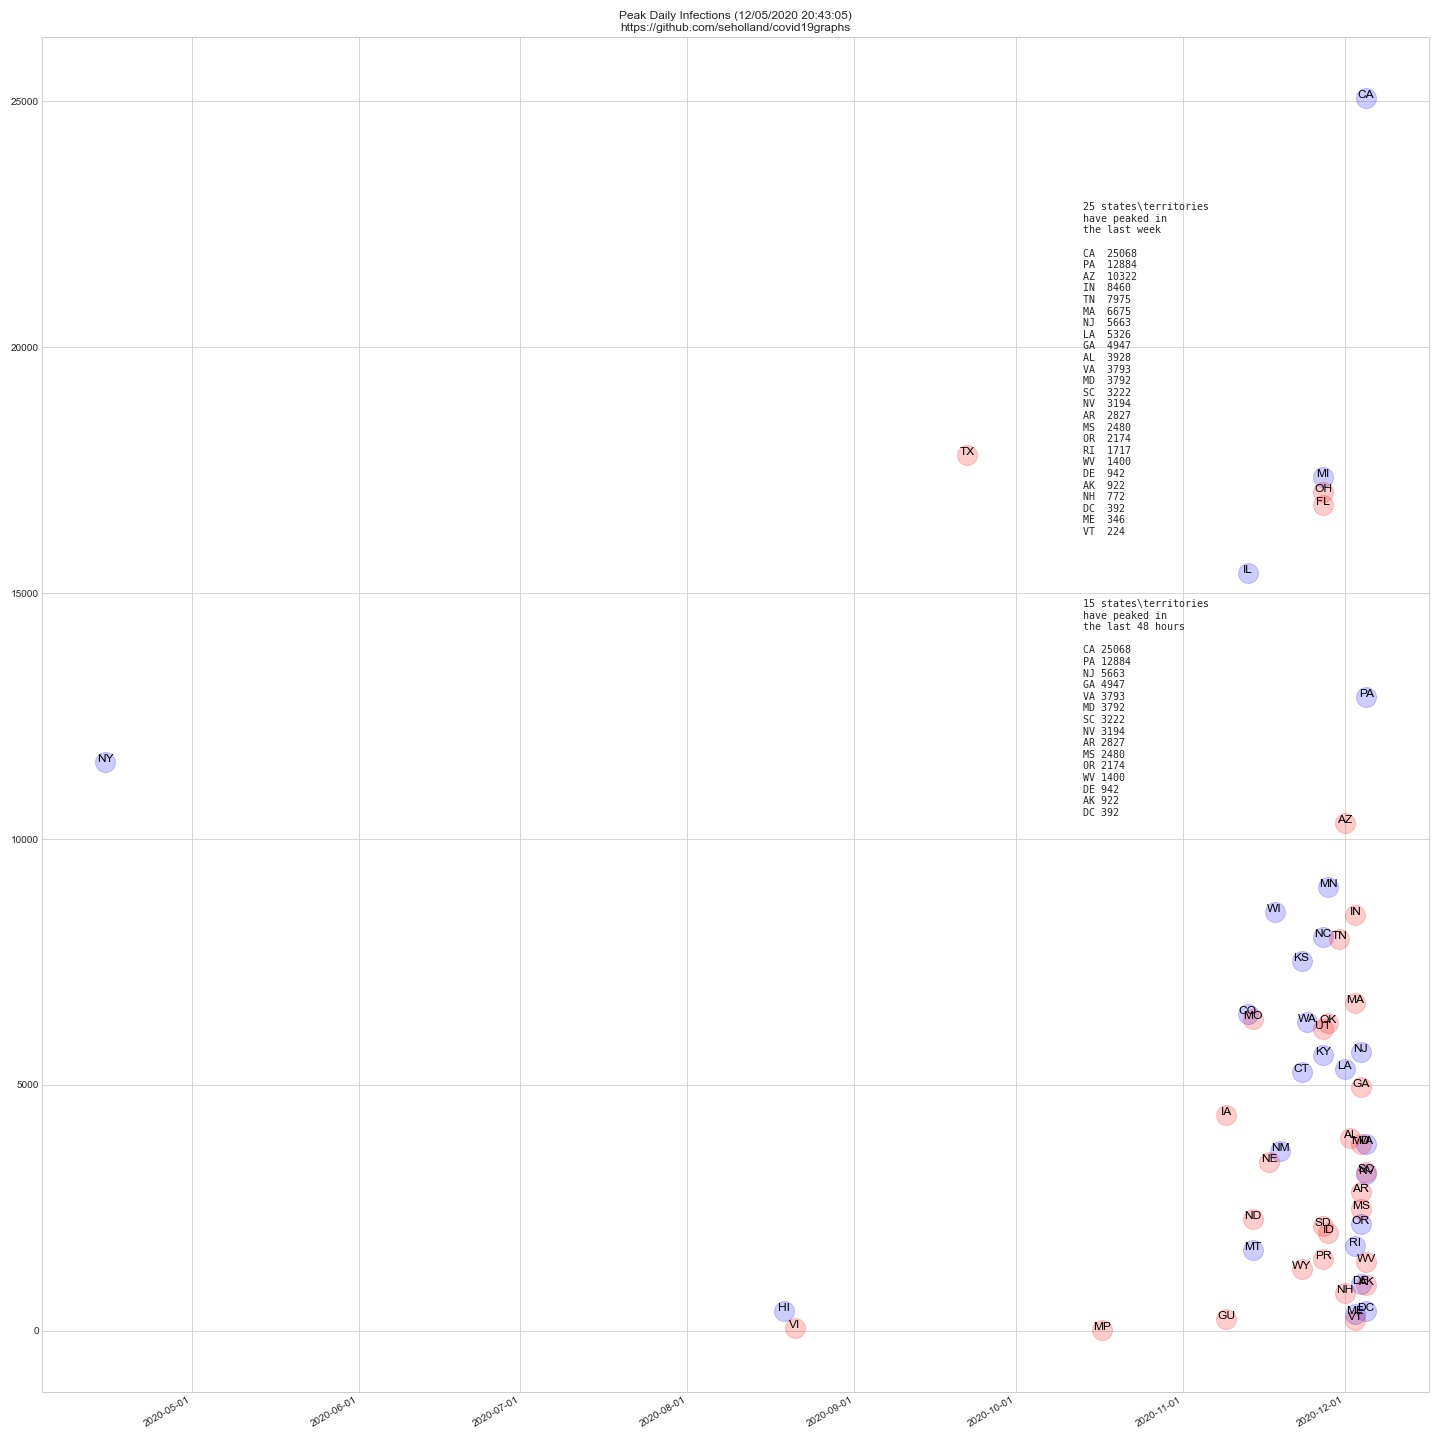 Peak Daily Infections (12/05/2020 20:43:05)
https://github.com/seholland/covid19graphs
25000
20000
15000
10000
5000
0
CA
25 states\territories
have peaked in
the last week
CA 25068
PA 12884
AZ 10322
IN 8460
TN 7975
MA 6675
NJ 5663
LA 5326
GA 4947
AL 3928
VA 3793
MD 3792
SC 3222
NV 3194
AR 2827
MS 2480
OR 2174
RI 1717
WV 1400
DE 942
AK 922
NH 772
DC 392
ME 346
VT 224
TX
MI
OH
FL
IL
15 states\territories
have peaked in
the last 48 hours
CA 25068
PA 12884
NJ 5663
GA 4947
VA 3793
MD 3792
SC 3222
NV 3194
AR 2827
MS 2480
OR 2174
WV 1400
DE 942
AK 922
DC 392
PA
NY
AZ
MN
WI
IN
NC
TN
KS
MA
CO
MO
WA
OK
UT
NJ
KY
CT
LA
GA
IA
AL
MD
VA
NM
NE
SC
NV
AR
MS
ND
OR
SD
ID
MT
RI
PR
WV
WY
DE
AK
NH
HI
VI
MP
GU
ME
DC
VT
2020-05-01
2020-06-01
2020-07-01
2020-08-01
2020-09-01
2020-10-01
2020-11-01
2020-12-01